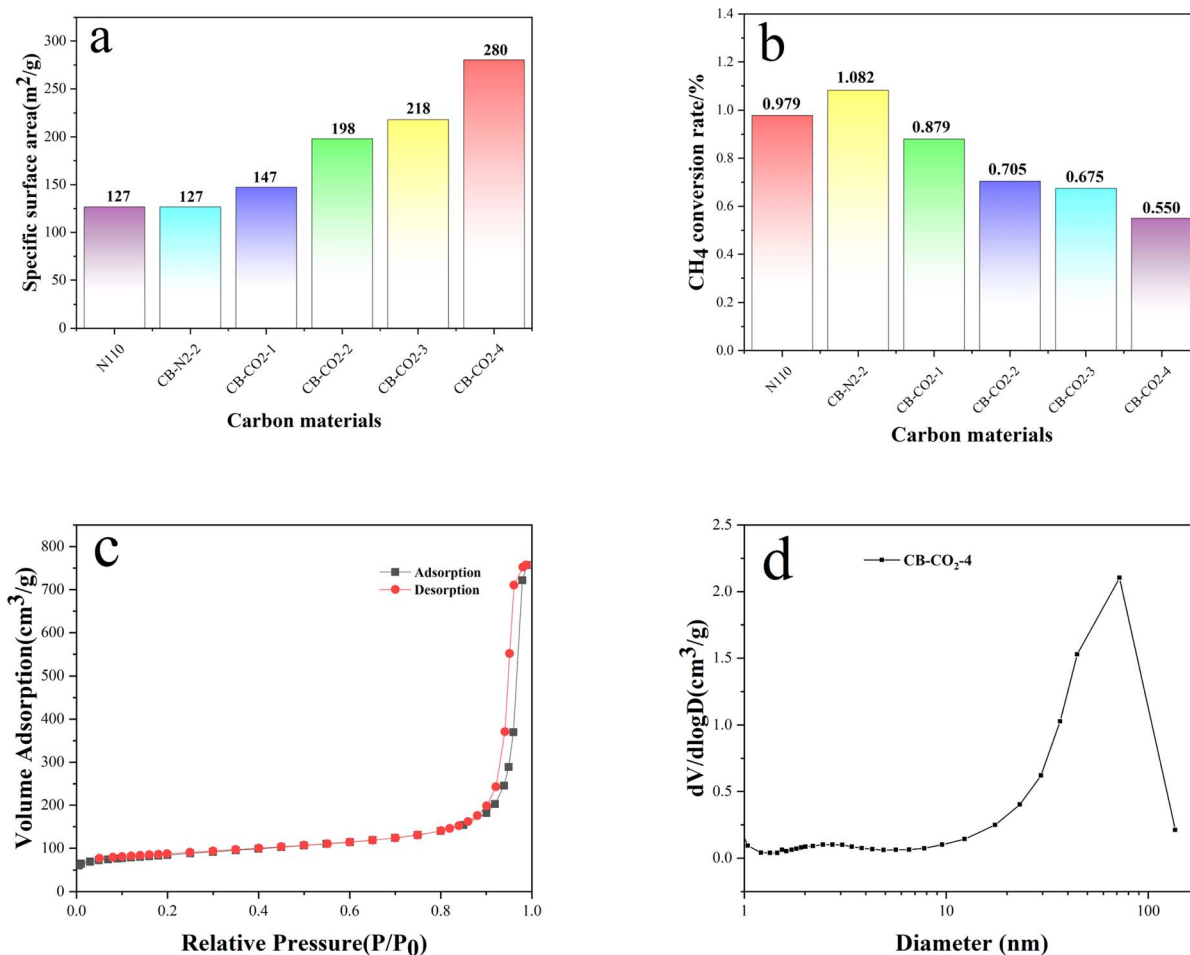 a
Specific surface area(m²/g)
300
250
200
150
100
50
0
127
127
147
198
218
280
N110
CB-N2-2
CB-CO2-1
CB-CO2-2
CB-CO2-3
CB-CO2-4
Carbon materials
b
CH4 conversion rate/%
1.4
1.2
1.0
0.8
0.6
0.4
0.2
0.0
0.979
1.082
0.879
0.705
0.675
0.550
N110
CB-N2-2
CB-CO2-1
CB-CO2-2
CB-CO2-3
CB-CO2-4
Carbon materials
c
Volume Adsorption(cm³/g)
800
700
600
500
400
300
200
100
0
Adsorption
Desorption
0.0 0.2 0.4 0.6 0.8 1.0
Relative Pressure(P/P0)
d
dV/dlogD(cm³/g)
2.5
2.0
1.5
1.0
0.5
0.0
CB-CO₂-4
1 10 100
Diameter (nm)